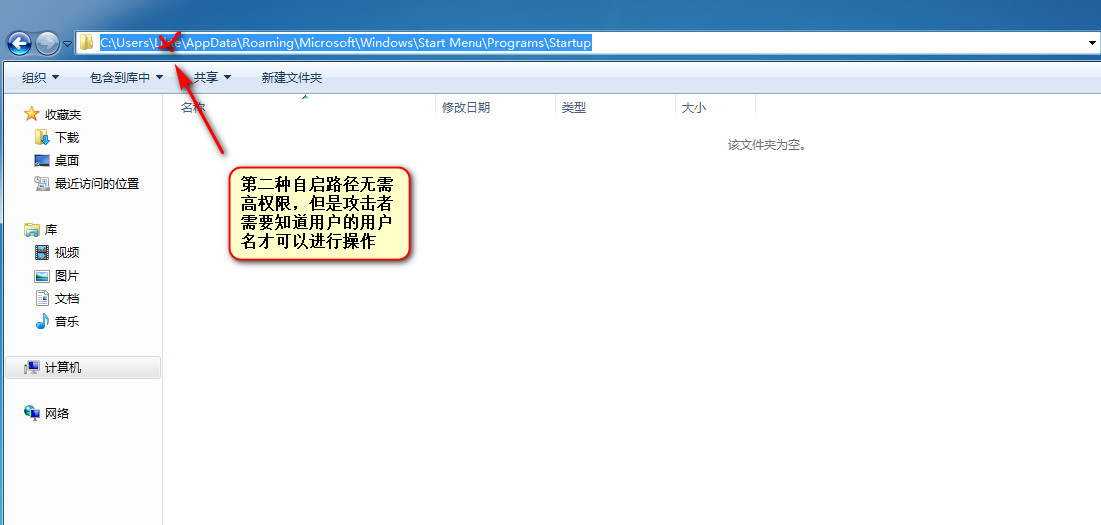 C:\Users\AppData\Roaming\Microsoft\Windows\Start Menu\Programs\Startup
组织 包含到库中 共享 新建文件夹
名称 修改日期 类型 大小
该文件夹为空。
收藏夹
下载
桌面
最近访问的位置
库
视频
图片
文档
音乐
计算机
网络
第二种自启路径无需
高权限，但是攻击者
需要知道用户的用户
名才可以进行操作